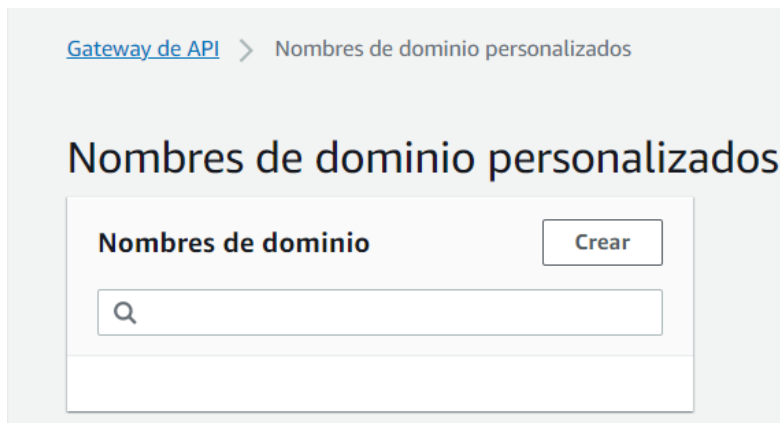 Gateway de API > Nombres de dominio personalizados
Nombres de dominio personalizados
Nombres de dominio
Crear